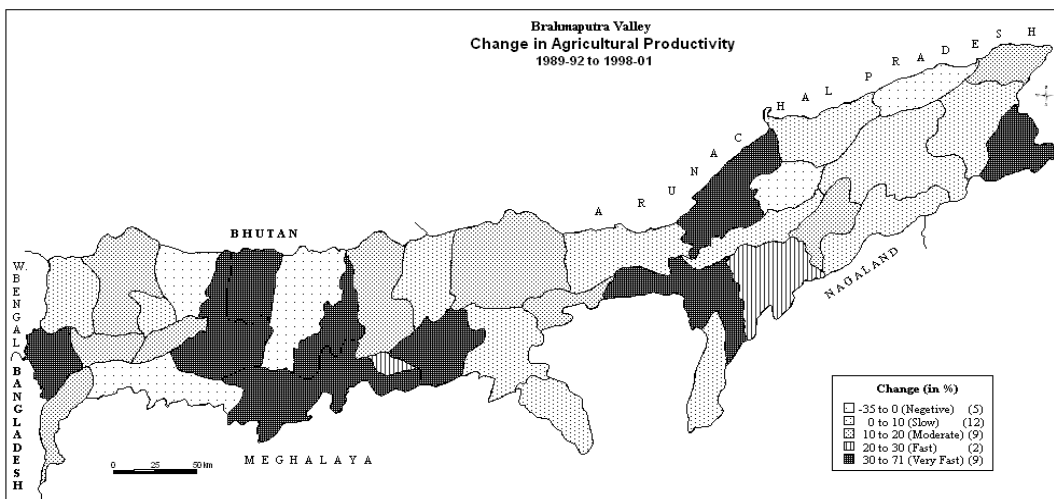 Brahmaputra Valley
Change in Agricultural Productivity
1989-92 to 1998-01
ARUNACHAL PRADESH
BHUTAN
W. BENGAL
BANGLADESH
NAGALAND
MEGHALAYA
0 25 50 km
Change (in %)
-35 to 0 (Negetive) (5)
0 to 10 (Slow) (12)
10 to 20 (Moderate) (9)
20 to 30 (Fast) (2)
30 to 71 (Very Fast) (9)